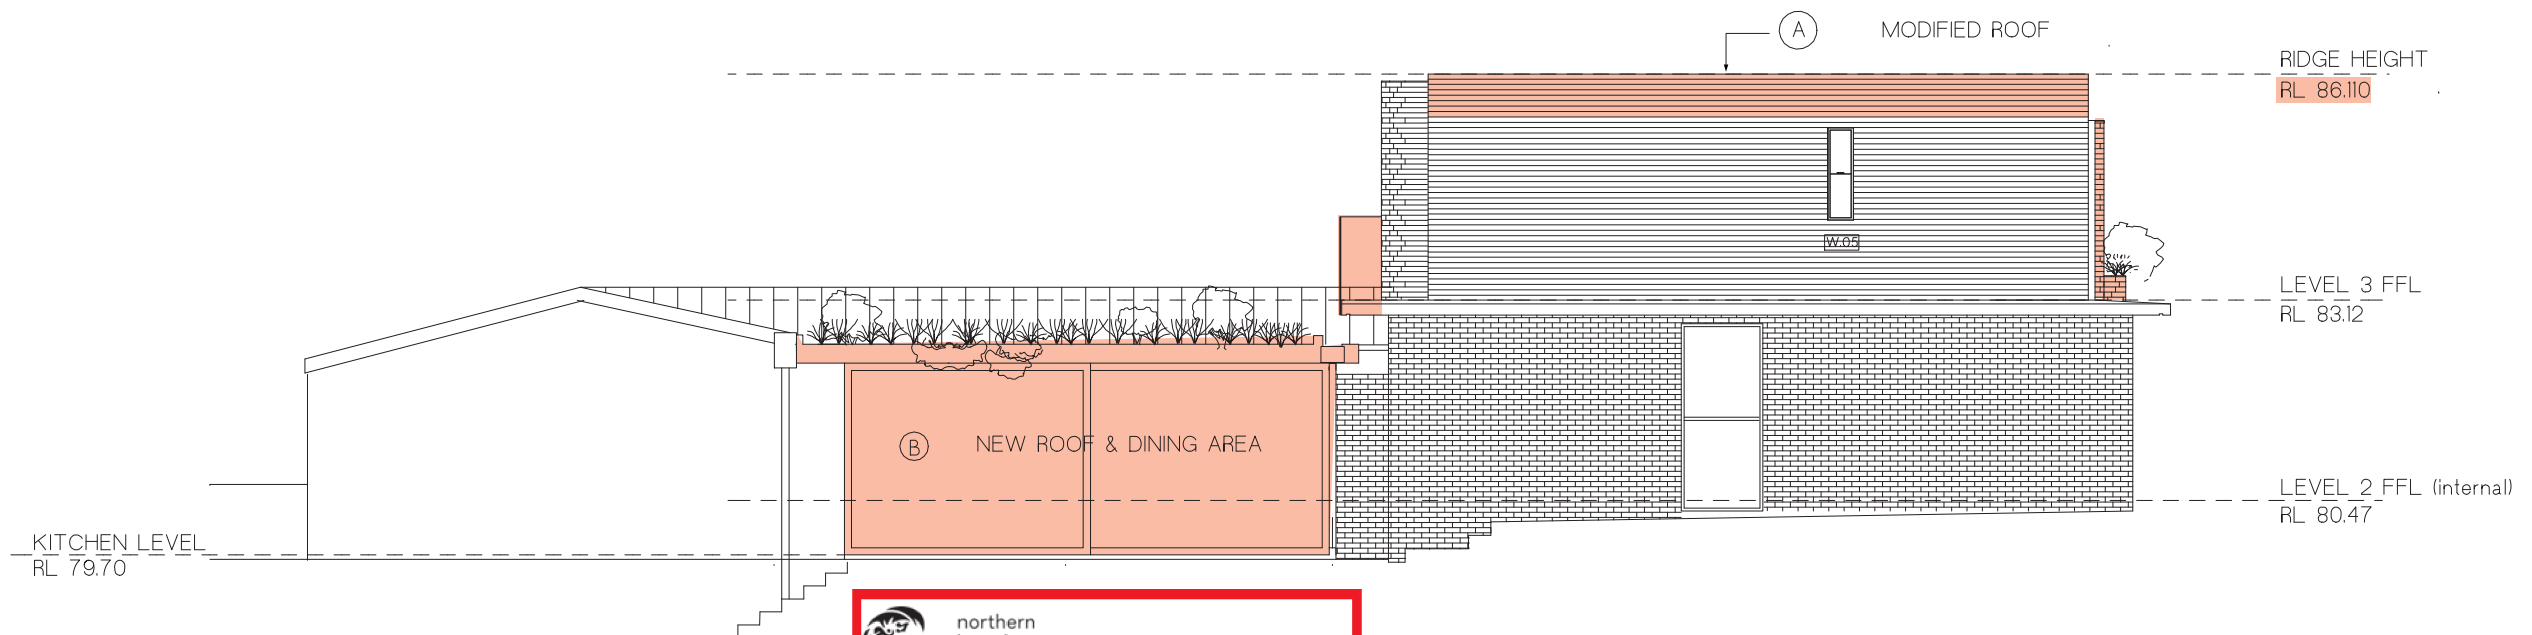 A MODIFIED ROOF
RIDGE HEIGHT
RL 86.110
W.05
LEVEL 3 FFL
RL 83.12
B NEW ROOF & DINING AREA
LEVEL 2 FFL (internal)
RL 80.47
KITCHEN LEVEL
RL 79.70
northern